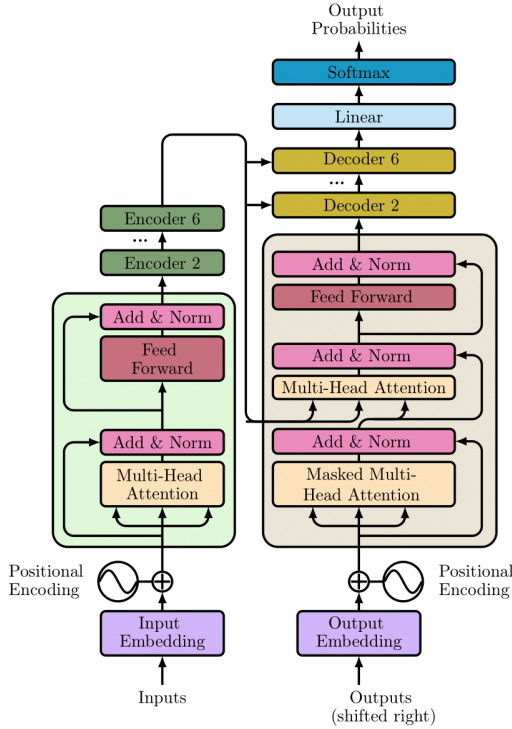 Output
Probabilities
Softmax
Linear
Decoder 6
...
Decoder 2
Encoder 6
...
Encoder 2
Add & Norm
Feed
Forward
Add & Norm
Multi-Head
Attention
Add & Norm
Feed Forward
Add & Norm
Multi-Head Attention
Add & Norm
Masked Multi-
Head Attention
Positional
Encoding
Positional
Encoding
Input
Embedding
Output
Embedding
Inputs
Outputs
(shifted right)